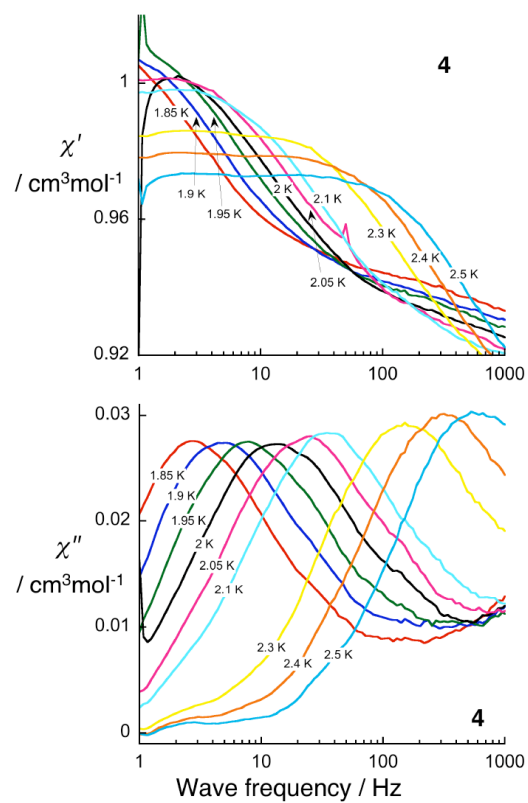 4
1
χ′
/ cm³mol⁻¹
0.96
0.92
1.85 K
1.9 K
1.95 K
2 K
2.05 K
2.1 K
2.3 K
2.4 K
2.5 K
1 10 100 1000
0.03
0.02
χ″
/ cm³mol⁻¹
0.01
0
1.85 K
1.9 K
1.95 K
2 K
2.05 K
2.1 K
2.3 K
2.4 K
2.5 K
4
1 10 100 1000
Wave frequency / Hz